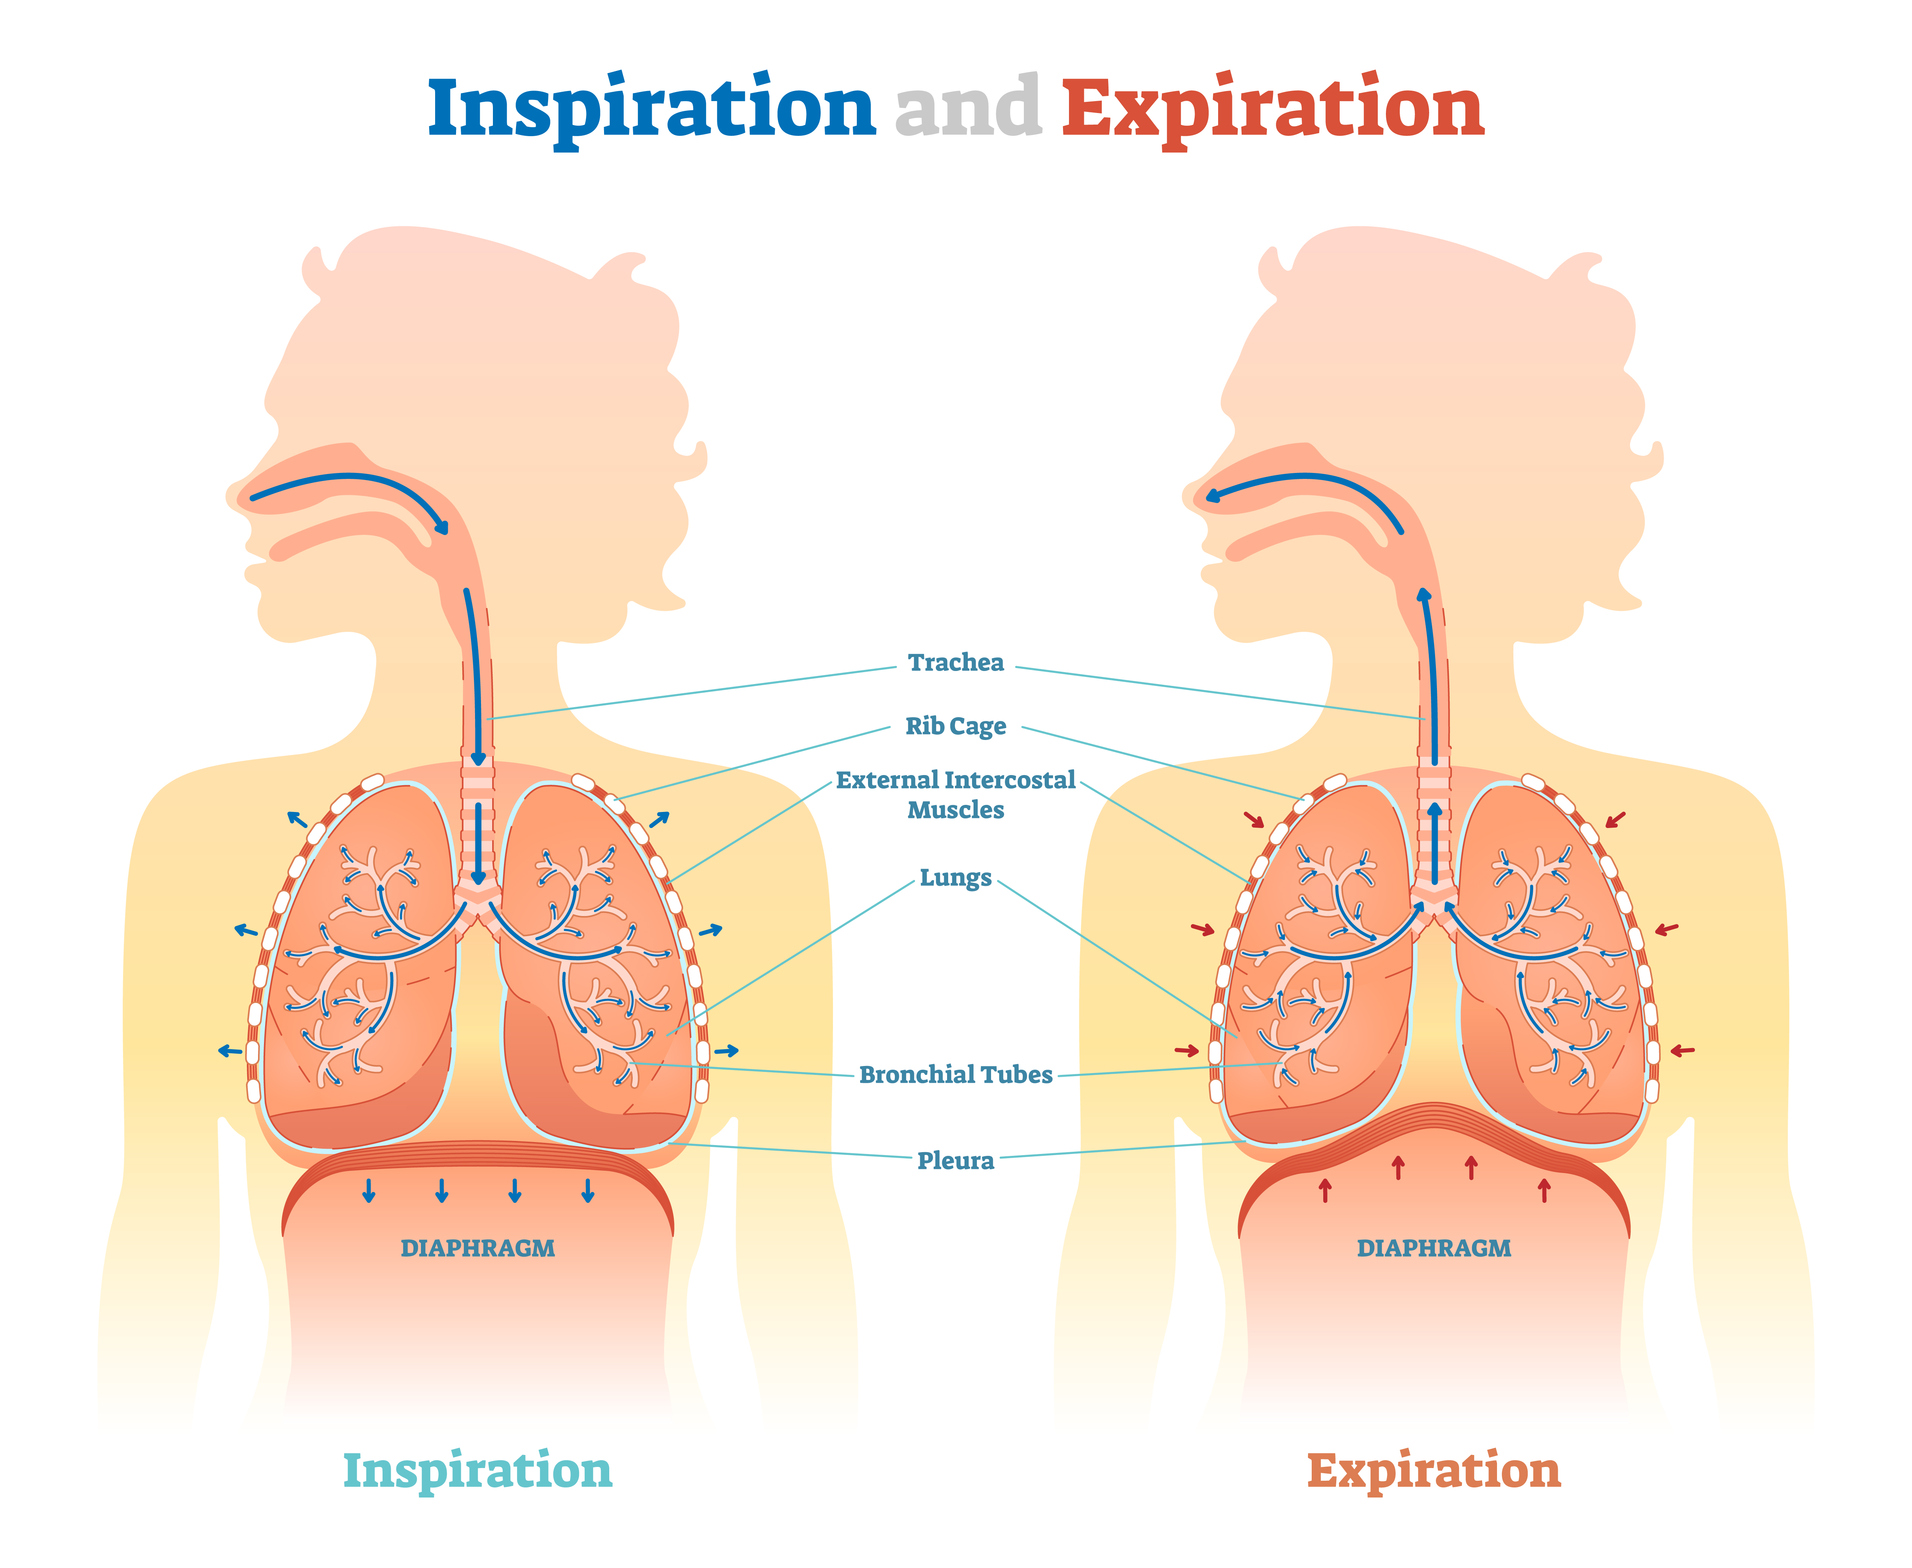 Inspiration and Expiration
Trachea
Rib Cage
External Intercostal
Muscles
Lungs
Bronchial Tubes
Pleura
DIAPHRAGM
DIAPHRAGM
Inspiration
Expiration